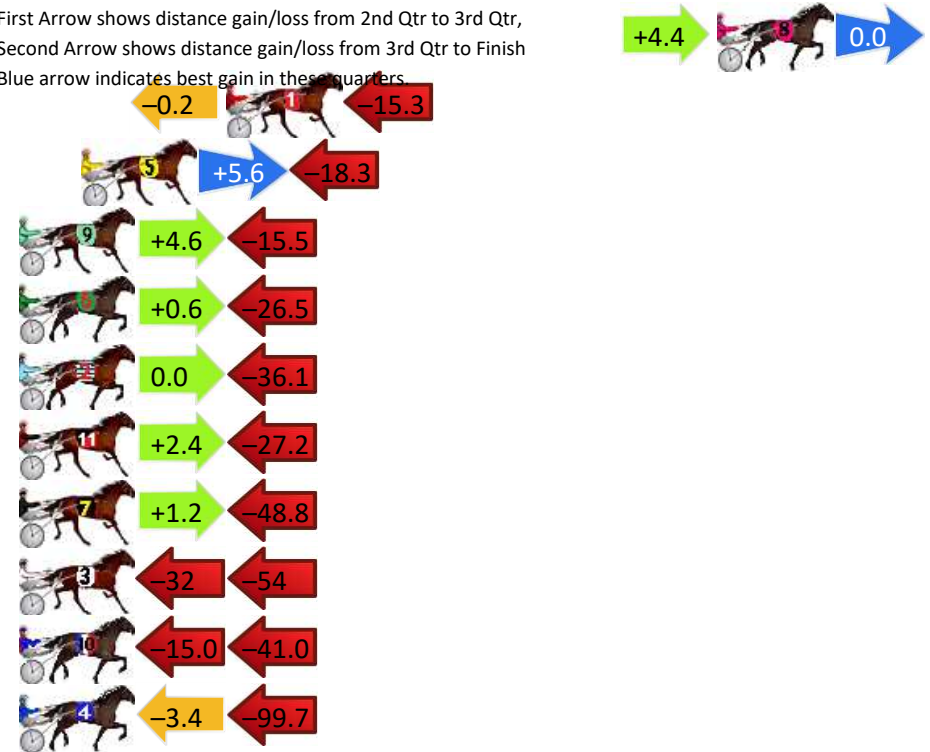 First Arrow shows distance gain/loss from 2nd Qtr to 3rd Qtr,
Second Arrow shows distance gain/loss from 3rd Qtr to Finish
Blue arrow indicates best gain in these quarters.
+4.4 8 0.0
–0.2 1 –15.3
5 +5.6 –18.3
9 +4.6 –15.5
6 +0.6 –26.5
2 0.0 –36.1
11 +2.4 –27.2
7 +1.2 –48.8
3 –32 –54
10 –15.0 –41.0
4 –3.4 –99.7